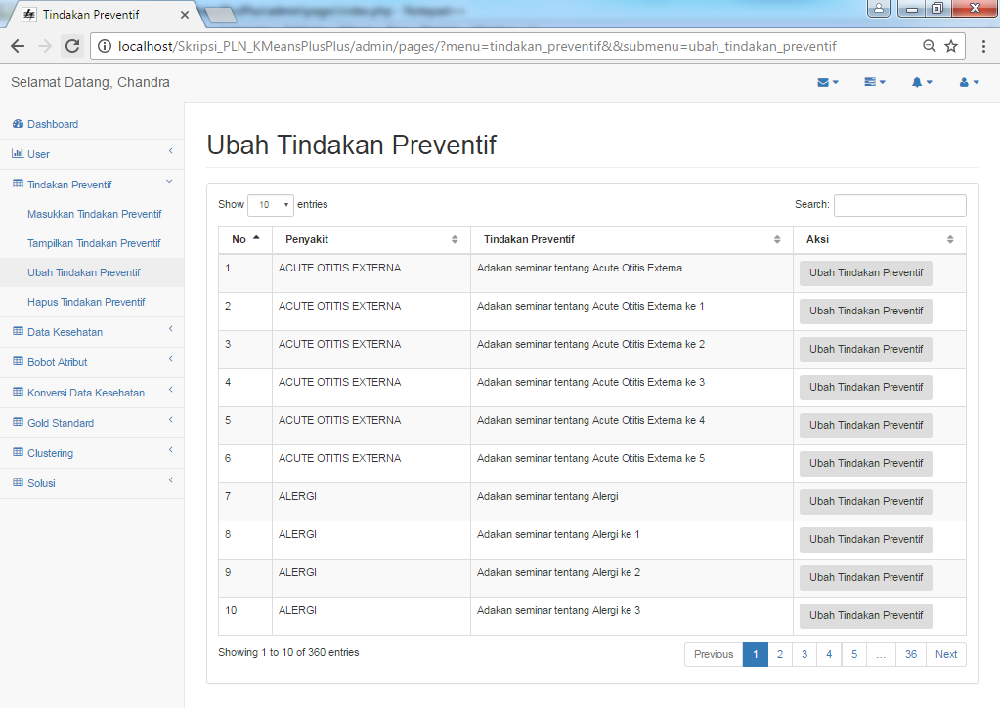 Tindakan Preventif
localhost/Skripsi_PLN_KMeansPlusPlus/admin/pages/?menu=tindakan_preventif&&submenu=ubah_tindakan_preventif
Selamat Datang, Chandra
Dashboard
User
Tindakan Preventif
Masukkan Tindakan Preventif
Tampilkan Tindakan Preventif
Ubah Tindakan Preventif
Hapus Tindakan Preventif
Data Kesehatan
Bobot Atribut
Konversi Data Kesehatan
Gold Standard
Clustering
Solusi
Ubah Tindakan Preventif
Show 10 entries Search:
No Penyakit Tindakan Preventif Aksi
1 ACUTE OTITIS EXTERNA Adakan seminar tentang Acute Otitis Externa Ubah Tindakan Preventif
2 ACUTE OTITIS EXTERNA Adakan seminar tentang Acute Otitis Externa ke 1 Ubah Tindakan Preventif
3 ACUTE OTITIS EXTERNA Adakan seminar tentang Acute Otitis Externa ke 2 Ubah Tindakan Preventif
4 ACUTE OTITIS EXTERNA Adakan seminar tentang Acute Otitis Externa ke 3 Ubah Tindakan Preventif
5 ACUTE OTITIS EXTERNA Adakan seminar tentang Acute Otitis Externa ke 4 Ubah Tindakan Preventif
6 ACUTE OTITIS EXTERNA Adakan seminar tentang Acute Otitis Externa ke 5 Ubah Tindakan Preventif
7 ALERGI Adakan seminar tentang Alergi Ubah Tindakan Preventif
8 ALERGI Adakan seminar tentang Alergi ke 1 Ubah Tindakan Preventif
9 ALERGI Adakan seminar tentang Alergi ke 2 Ubah Tindakan Preventif
10 ALERGI Adakan seminar tentang Alergi ke 3 Ubah Tindakan Preventif
Showing 1 to 10 of 360 entries Previous 1 2 3 4 5 … 36 Next